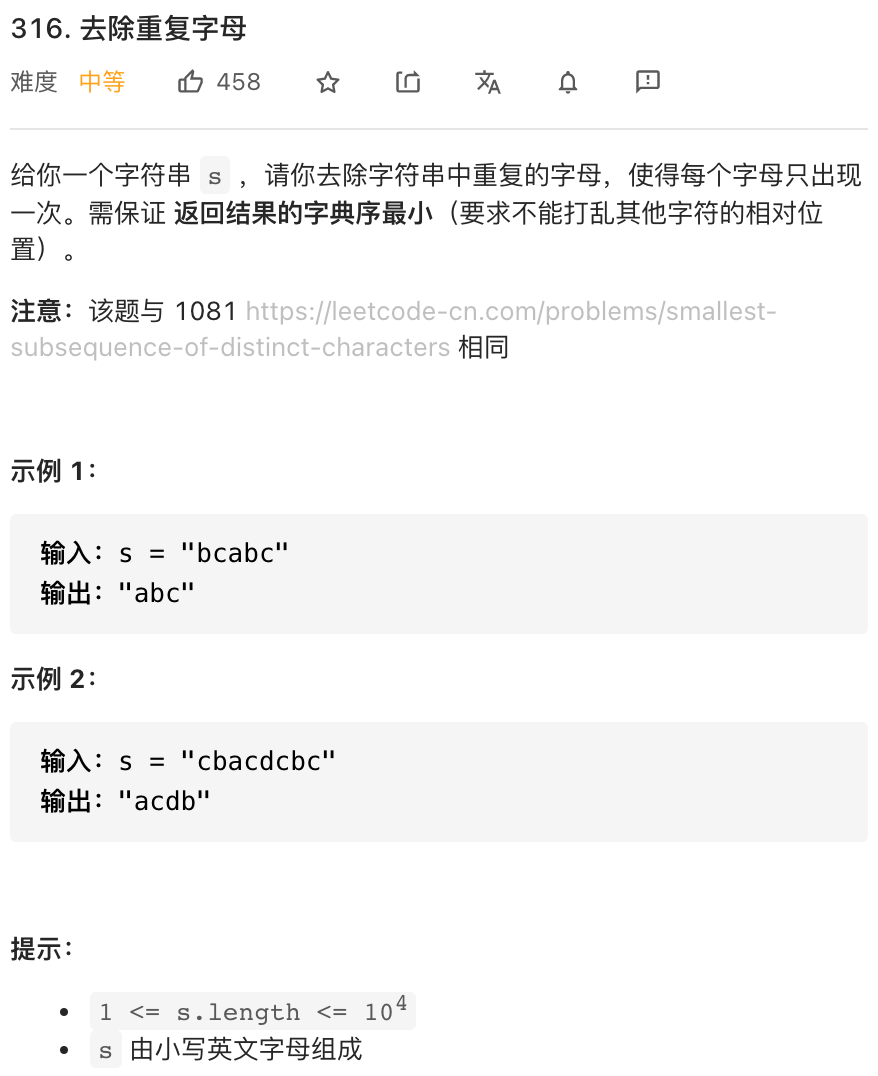 316. 去除重复字母
难度 中等 458
给你一个字符串 s ，请你去除字符串中重复的字母，使得每个字母只出现
一次。需保证 返回结果的字典序最小（要求不能打乱其他字符的相对位
置）。
注意：该题与 1081 https://leetcode-cn.com/problems/smallest-
subsequence-of-distinct-characters 相同
示例 1：
输入：s = "bcabc"
输出："abc"
示例 2：
输入：s = "cbacdcbc"
输出："acdb"
提示：
• 1 <= s.length <= 10⁴
• s 由小写英文字母组成